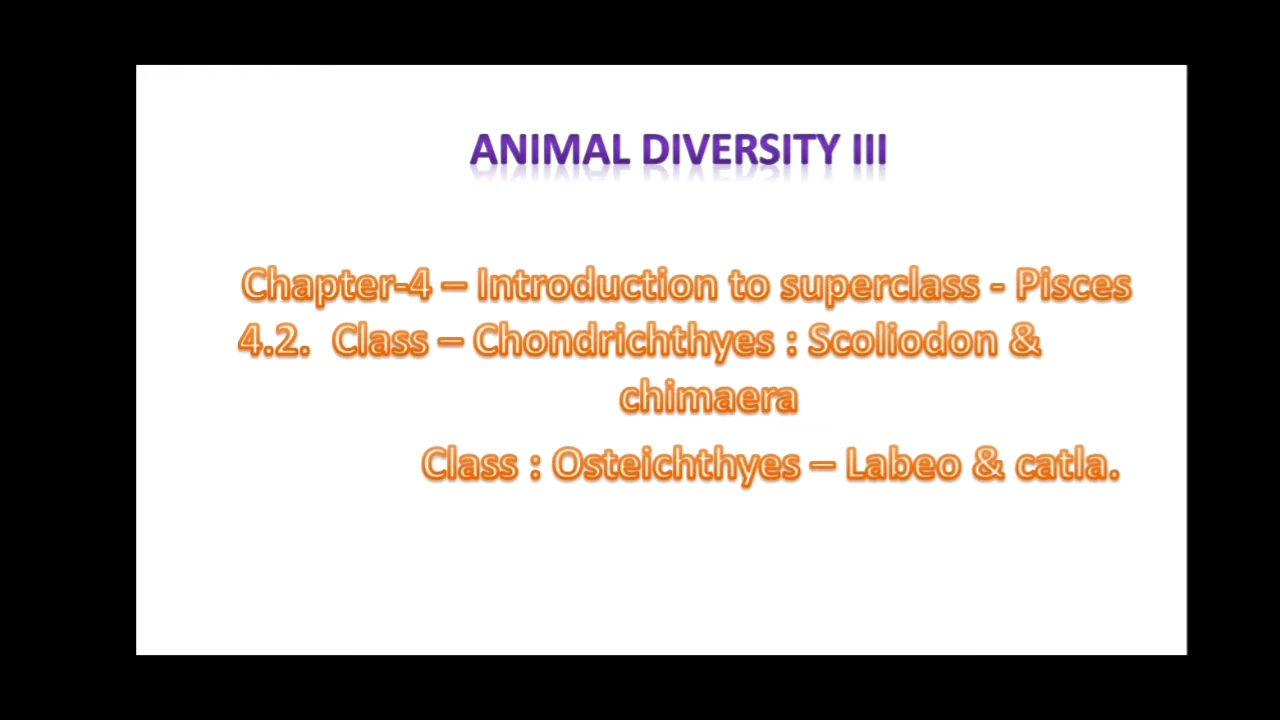 ANIMAL DIVERSITY III
Chapter-4 – Introduction to superclass - Pisces
4.2. Class – Chondrichthyes : Scoliodon &
chimaera
Class : Osteichthyes – Labeo & catla.